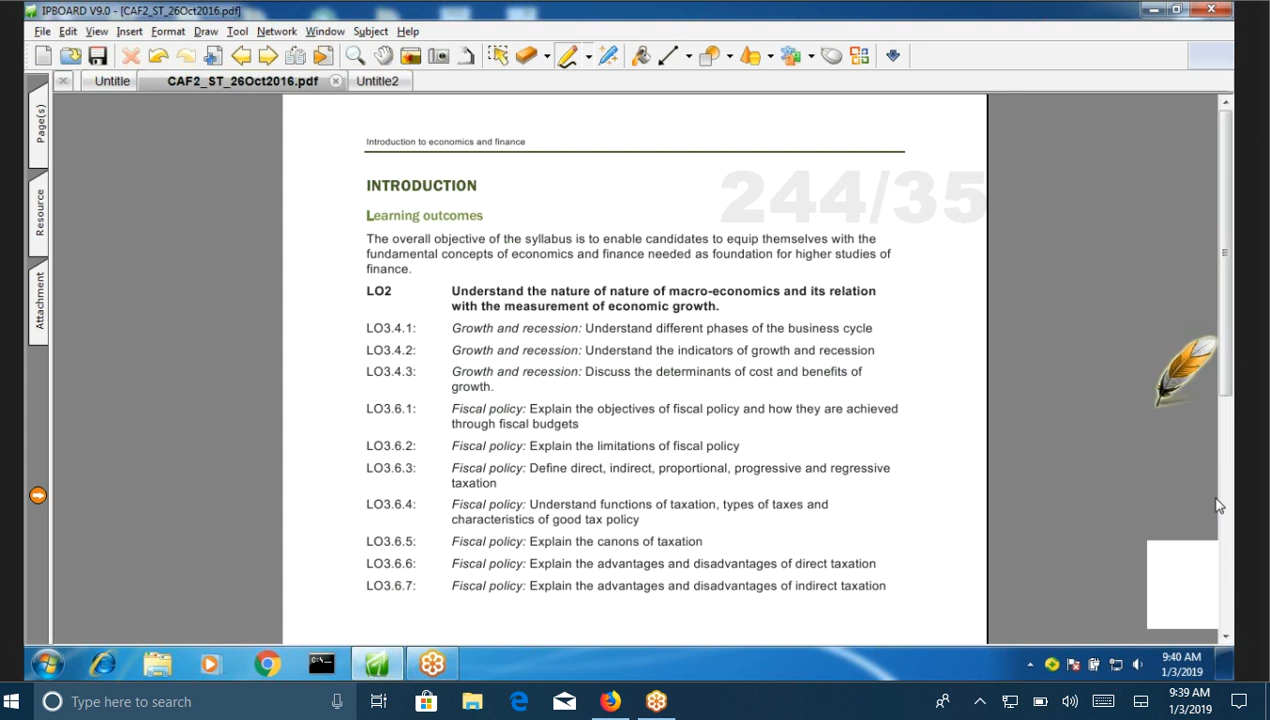 IPBOARD V9.0 - [CAF2_ST_26Oct2016.pdf]
File Edit View Insert Format Draw Tool Network Window Subject Help
Untitle CAF2_ST_26Oct2016.pdf Untitle2
Page(s)
Resource
Attachment
Introduction to economics and finance
244/35
INTRODUCTION
Learning outcomes
The overall objective of the syllabus is to enable candidates to equip themselves with the
fundamental concepts of economics and finance needed as foundation for higher studies of
finance.
LO2 Understand the nature of nature of macro-economics and its relation
with the measurement of economic growth.
LO3.4.1: Growth and recession: Understand different phases of the business cycle
LO3.4.2: Growth and recession: Understand the indicators of growth and recession
LO3.4.3: Growth and recession: Discuss the determinants of cost and benefits of
growth.
LO3.6.1: Fiscal policy: Explain the objectives of fiscal policy and how they are achieved
through fiscal budgets
LO3.6.2: Fiscal policy: Explain the limitations of fiscal policy
LO3.6.3: Fiscal policy: Define direct, indirect, proportional, progressive and regressive
taxation
LO3.6.4: Fiscal policy: Understand functions of taxation, types of taxes and
characteristics of good tax policy
LO3.6.5: Fiscal policy: Explain the canons of taxation
LO3.6.6: Fiscal policy: Explain the advantages and disadvantages of direct taxation
LO3.6.7: Fiscal policy: Explain the advantages and disadvantages of indirect taxation
9:40 AM
1/3/2019
Type here to search
9:39 AM
1/3/2019